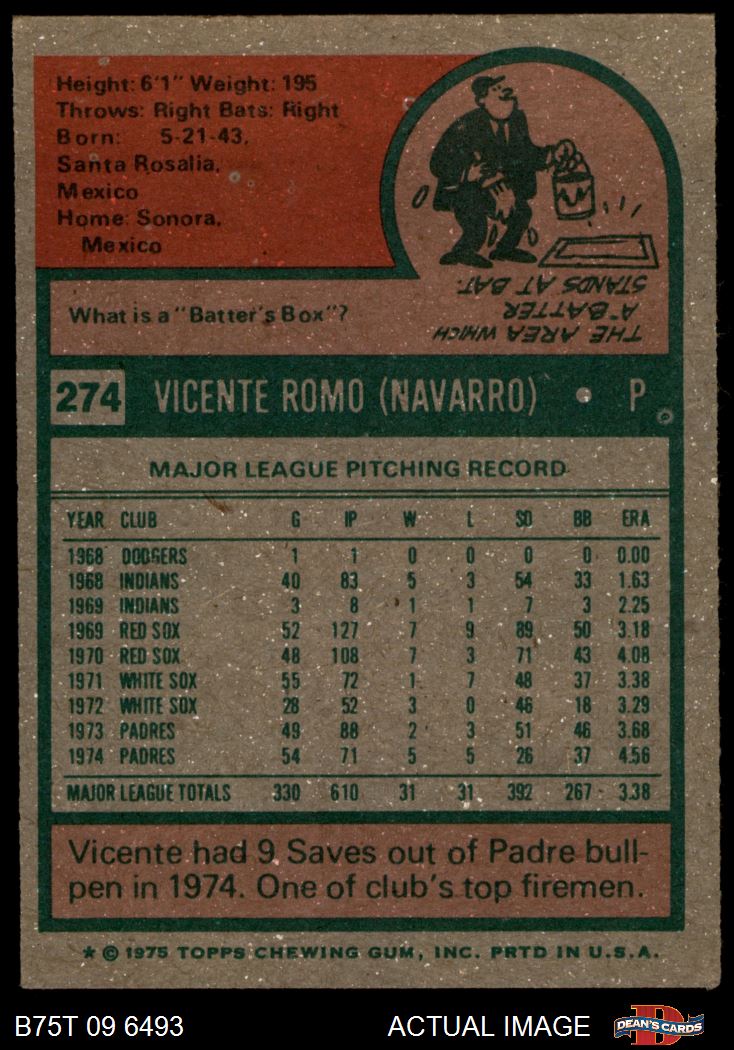 Height: 6'1" Weight: 195
Throws: Right Bats: Right
Born: 5-21-43,
Santa Rosalia,
Mexico
Home: Sonora,
Mexico
What is a "Batter's Box"?
THE AREA WHICH
A "BATTER"
STANDS AT BAT.
274 VICENTE ROMO (NAVARRO) • P
MAJOR LEAGUE PITCHING RECORD
YEAR CLUB G IP W L SO BB ERA
1968 DODGERS 1 1 0 0 0 0 0.00
1968 INDIANS 40 83 5 3 54 33 1.63
1969 INDIANS 3 8 1 1 7 3 2.25
1969 RED SOX 52 127 7 9 89 50 3.18
1970 RED SOX 48 108 7 3 71 43 4.08
1971 WHITE SOX 55 72 1 7 48 37 3.38
1972 WHITE SOX 28 52 3 0 46 18 3.29
1973 PADRES 49 88 2 3 51 46 3.68
1974 PADRES 54 71 5 5 26 37 4.56
MAJOR LEAGUE TOTALS 330 610 31 31 392 267 3.38
Vicente had 9 Saves out of Padre bull-
pen in 1974. One of club's top firemen.
* © 1975 TOPPS CHEWING GUM, INC. PRTD IN U.S.A.
B75T 09 6493 ACTUAL IMAGE D DEAN'S CARDS